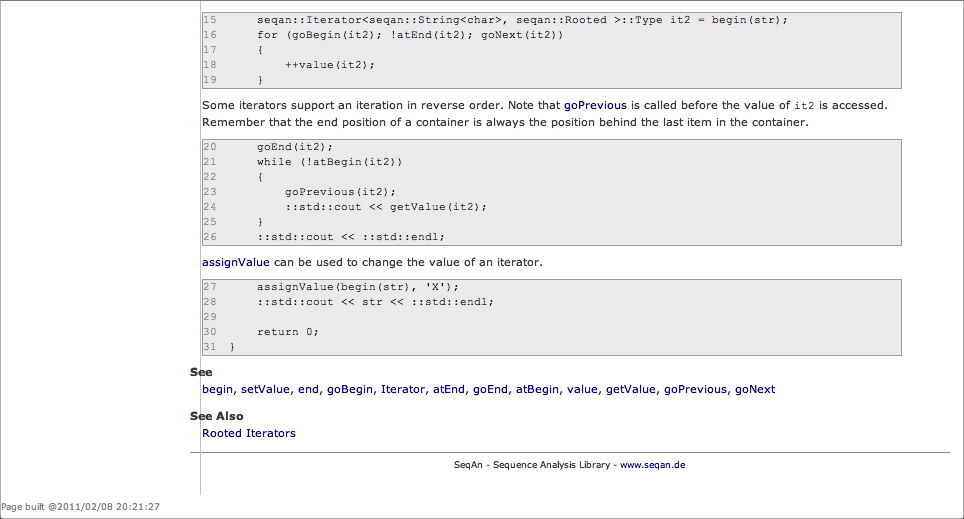 15      seqan::Iterator<seqan::String<char>, seqan::Rooted >::Type it2 = begin(str);
16      for (goBegin(it2); !atEnd(it2); goNext(it2))
17      {
18          ++value(it2);
19      }
Some iterators support an iteration in reverse order. Note that goPrevious is called before the value of it2 is accessed.
Remember that the end position of a container is always the position behind the last item in the container.
20      goEnd(it2);
21      while (!atBegin(it2))
22      {
23          goPrevious(it2);
24          ::std::cout << getValue(it2);
25      }
26      ::std::cout << ::std::endl;
assignValue can be used to change the value of an iterator.
27      assignValue(begin(str), 'X');
28      ::std::cout << str << ::std::endl;
29
30      return 0;
31  }
See
begin, setValue, end, goBegin, Iterator, atEnd, goEnd, atBegin, value, getValue, goPrevious, goNext
See Also
Rooted Iterators
SeqAn - Sequence Analysis Library - www.seqan.de
Page built @2011/02/08 20:21:27